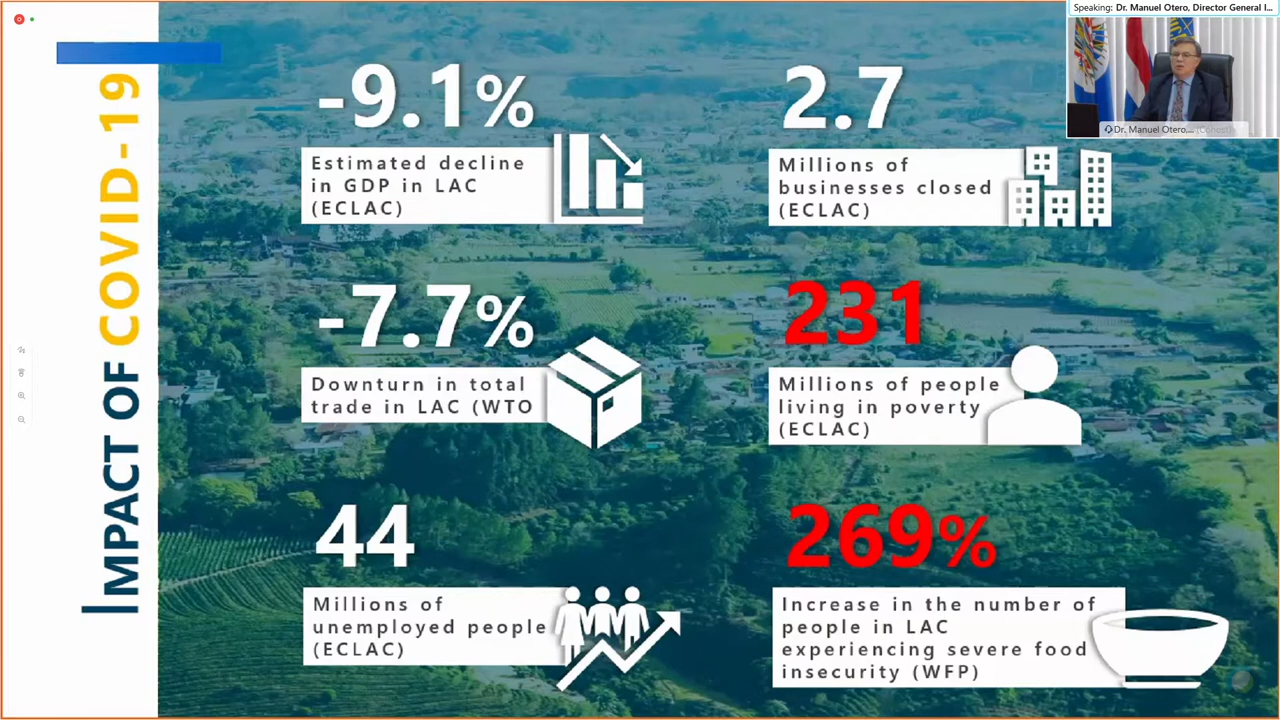 Speaking: Dr. Manuel Otero, Director General I...
Dr. Manuel Otero,... (Cohost)
IMPACT OF COVID-19
-9.1%
Estimated decline
in GDP in LAC
(ECLAC)
2.7
Millions of
businesses closed
(ECLAC)
-7.7%
Downturn in total
trade in LAC (WTO
231
Millions of people
living in poverty
(ECLAC)
44
Millions of
unemployed people
(ECLAC)
269%
Increase in the number of
people in LAC
experiencing severe food
insecurity (WFP)